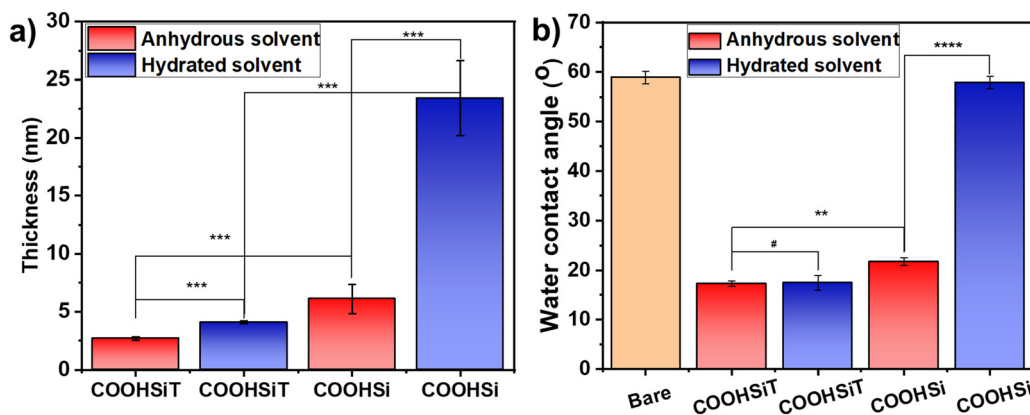 a)
Thickness (nm)
30
25
20
15
10
5
0
Anhydrous solvent
Hydrated solvent
***
***
***
***
COOHSiT
COOHSiT
COOHSi
COOHSi
b)
Water contact angle (°)
70
60
50
40
30
20
10
0
Anhydrous solvent
Hydrated solvent
****
**
#
Bare
COOHSiT
COOHSiT
COOHSi
COOHSi